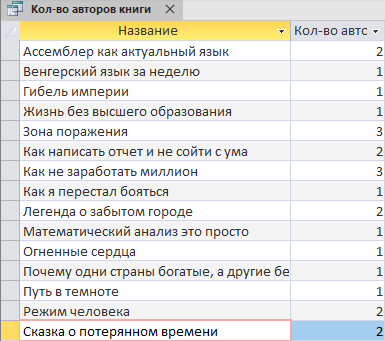 Кол-во авторов книги
Название Кол-во автс
Ассемблер как актуальный язык 2
Венгерский язык за неделю 1
Гибель империи 1
Жизнь без высшего образования 1
Зона поражения 3
Как написать отчет и не сойти с ума 2
Как не заработать миллион 3
Как я перестал бояться 1
Легенда о забытом городе 2
Математический анализ это просто 1
Огненные сердца 1
Почему одни страны богатые, а другие бе 1
Путь в темноте 1
Режим человека 2
Сказка о потерянном времени 2